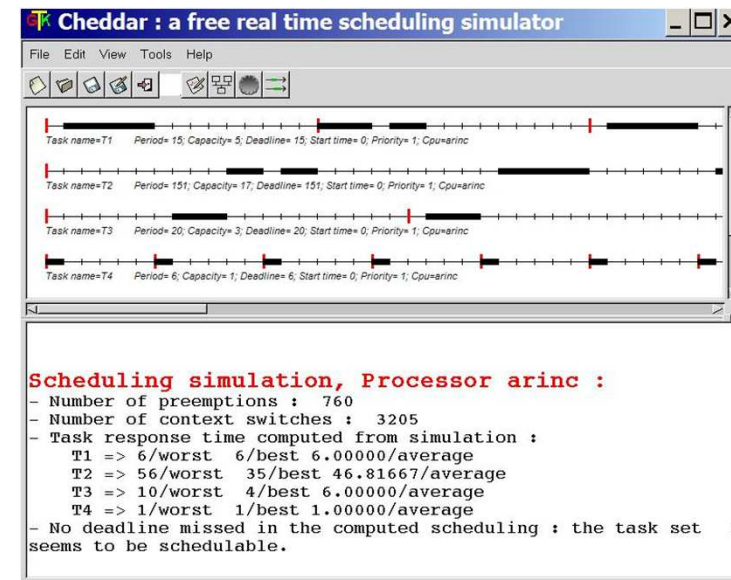 Cheddar : a free real time scheduling simulator
File Edit View Tools Help
Task name=T1 Period= 15; Capacity= 5; Deadline= 15; Start time= 0; Priority= 1; Cpu=arinc
Task name=T2 Period= 151; Capacity= 17; Deadline= 151; Start time= 0; Priority= 1; Cpu=arinc
Task name=T3 Period= 20; Capacity= 3; Deadline= 20; Start time= 0; Priority= 1; Cpu=arinc
Task name=T4 Period= 6; Capacity= 1; Deadline= 6; Start time= 0; Priority= 1; Cpu=arinc
Scheduling simulation, Processor arinc :
- Number of preemptions : 760
- Number of context switches : 3205
- Task response time computed from simulation :
T1 => 6/worst 6/best 6.00000/average
T2 => 56/worst 35/best 46.81667/average
T3 => 10/worst 4/best 6.00000/average
T4 => 1/worst 1/best 1.00000/average
- No deadline missed in the computed scheduling : the task set
seems to be schedulable.